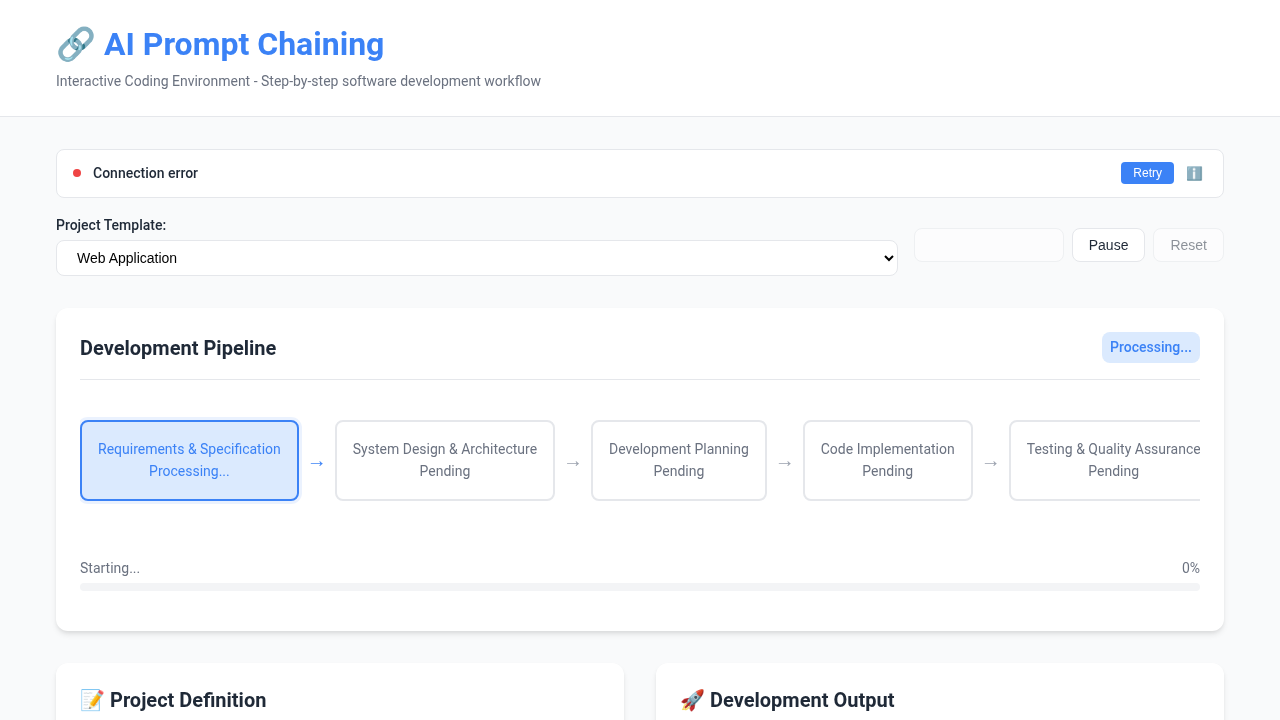 🔗 AI Prompt Chaining
Interactive Coding Environment - Step-by-step software development workflow
Connection error
Retry
ℹ️
Project Template:
Web Application
Pause
Reset
Development Pipeline
Processing...
Requirements & Specification
Processing...
→
System Design & Architecture
Pending
→
Development Planning
Pending
→
Code Implementation
Pending
→
Testing & Quality Assurance
Pending
Starting...
0%
📝 Project Definition
🚀 Development Output